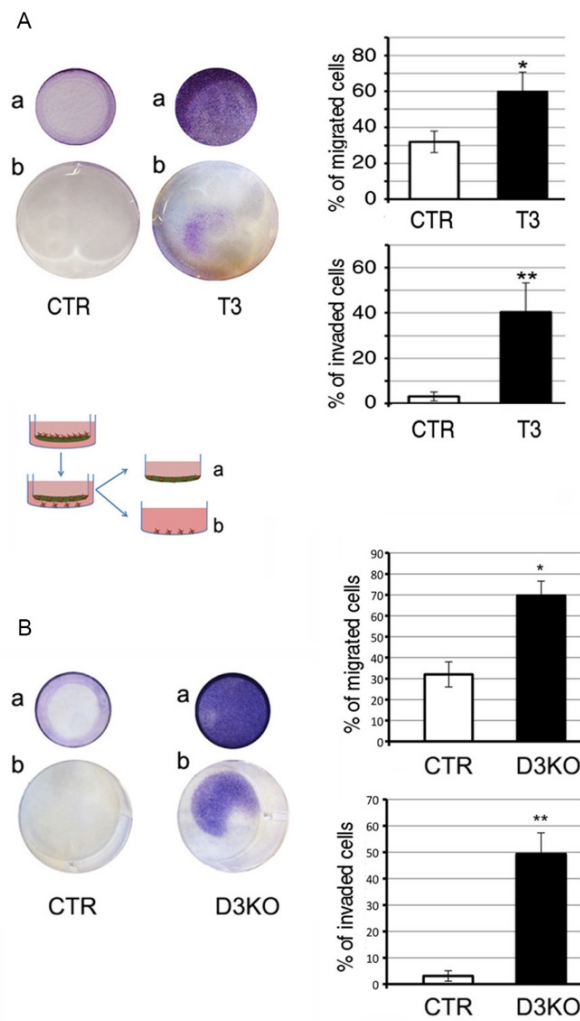 A
a
a
b
b
CTR
T3
% of migrated cells
80
60
40
20
0
*
CTR
T3
% of invaded cells
60
40
20
0
**
CTR
T3
a
b
B
a
a
b
b
CTR
D3KO
% of migrated cells
90
80
70
60
50
40
30
20
10
0
*
CTR
D3KO
% of invaded cells
70
60
50
40
30
20
10
0
**
CTR
D3KO